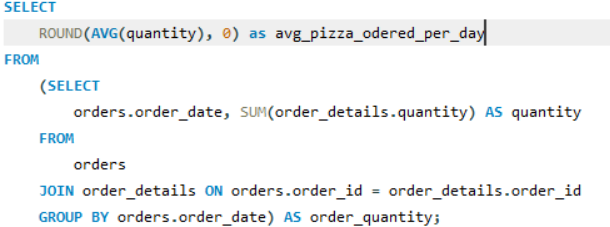 SELECT
ROUND(AVG(quantity), 0) as avg_pizza_odered_per_day
FROM
(SELECT
orders.order_date, SUM(order_details.quantity) AS quantity
FROM
orders
JOIN order_details ON orders.order_id = order_details.order_id
GROUP BY orders.order_date) AS order_quantity;